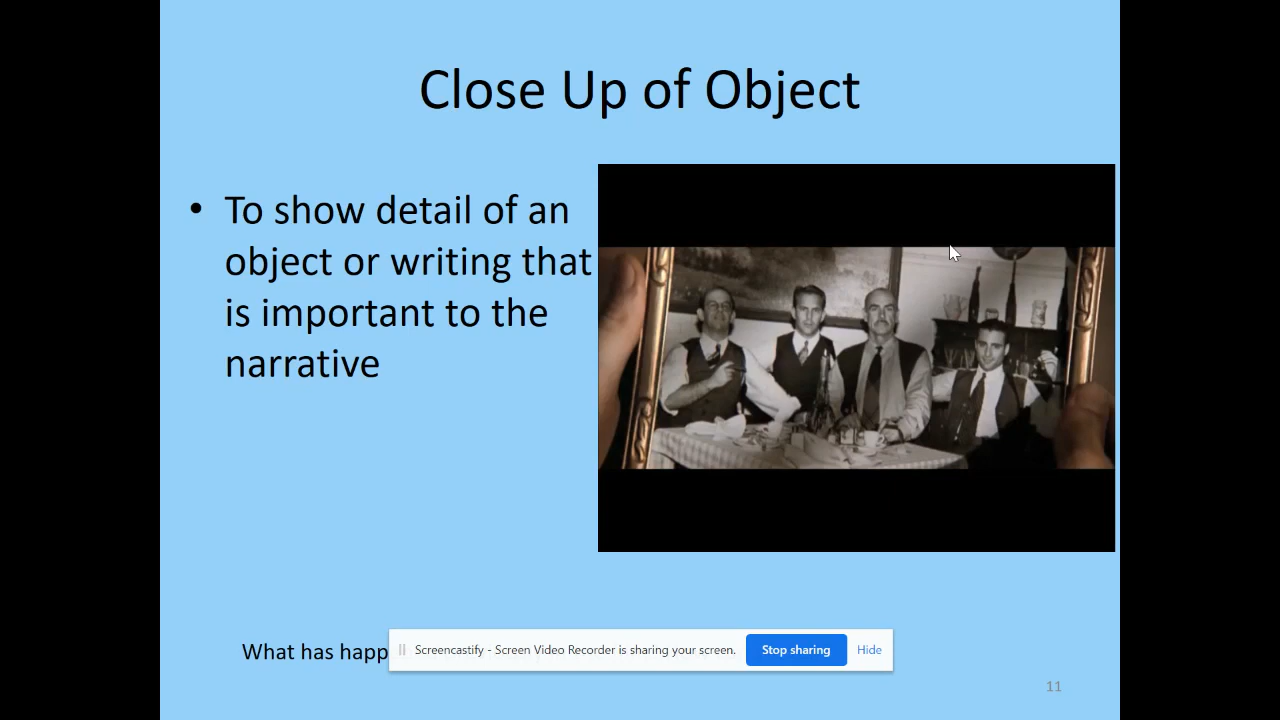 Close Up of Object
• To show detail of an
object or writing that
is important to the
narrative
What has happ
Screencastify - Screen Video Recorder is sharing your screen.
Stop sharing
Hide
11